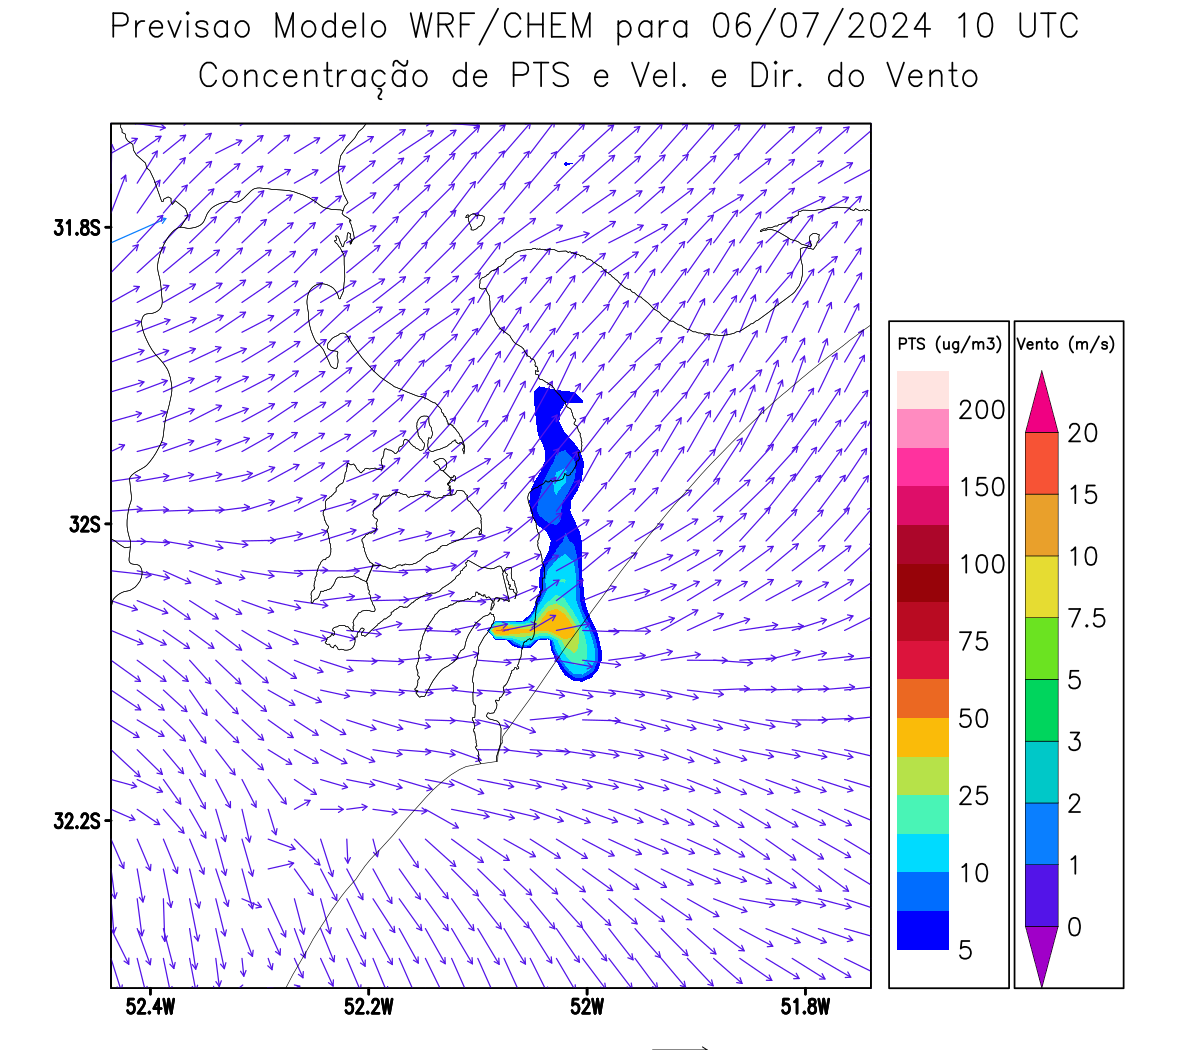 Previsao Modelo WRF/CHEM para 06/07/2024 10 UTC
Concentração de PTS e Vel. e Dir. do Vento
31.8S
32S
32.2S
52.4W 52.2W 52W 51.8W
PTS (ug/m3)
200
150
100
75
50
25
10
5
Vento (m/s)
20
15
10
7.5
5
3
2
1
0